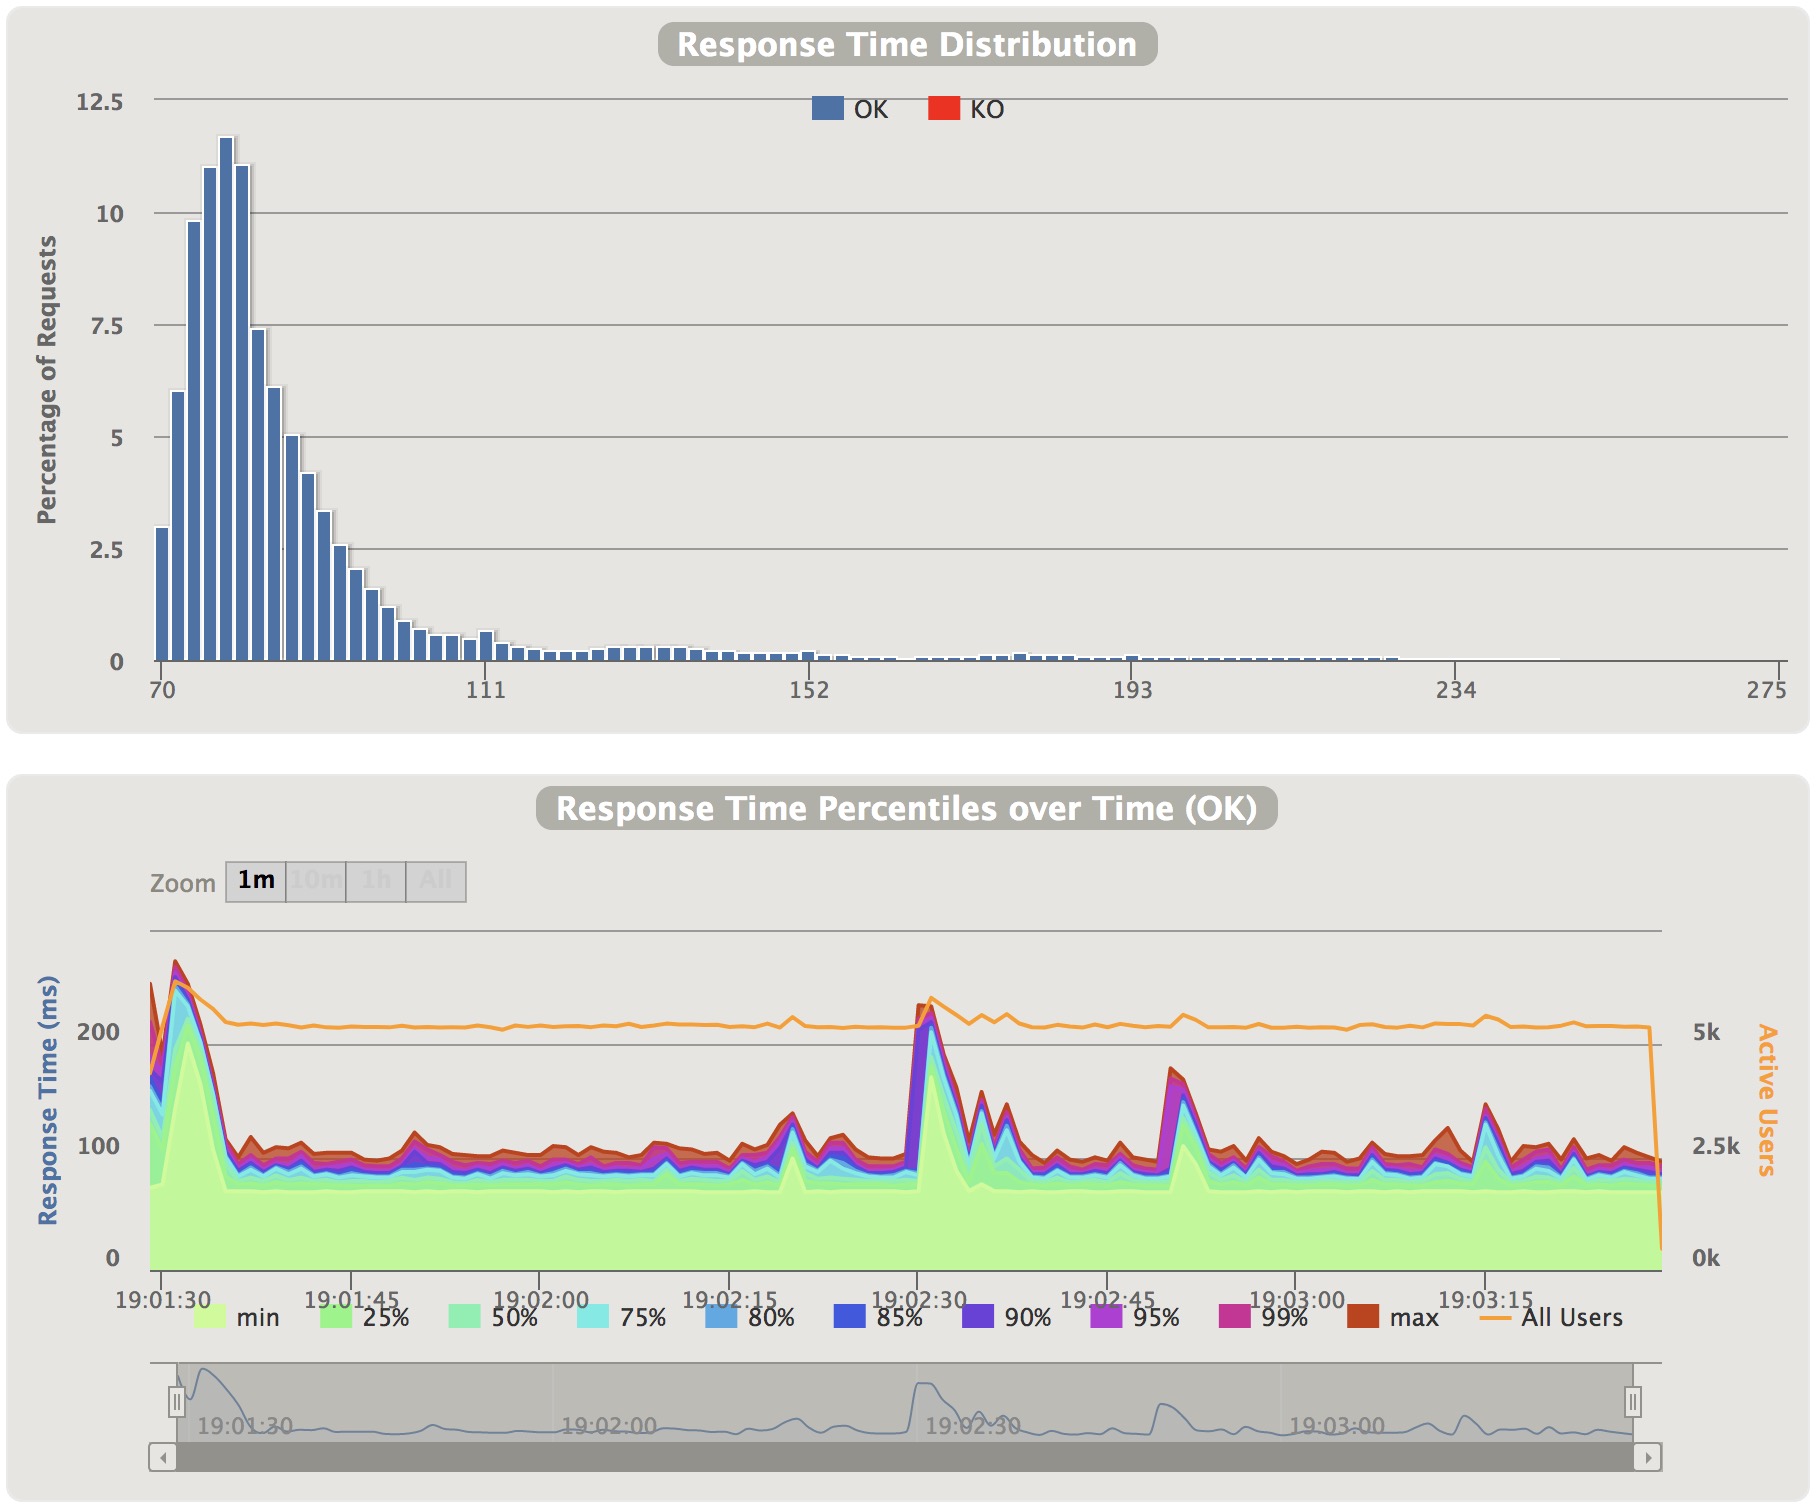 Response Time Distribution
OK KO
12.5
10
7.5
5
2.5
0
Percentage of Requests
70 111 152 193 234 275
Response Time Percentiles over Time (OK)
Zoom 1m 10m 1h All
Response Time (ms)
200
100
0
5k
2.5k
0k
Active Users
19:01:30 19:01:45 19:02:00 19:02:15 19:02:30 19:02:45 19:03:00 19:03:15
min 25% 50% 75% 80% 85% 90% 95% 99% max All Users
19:01:30 19:02:00 19:02:30 19:03:00